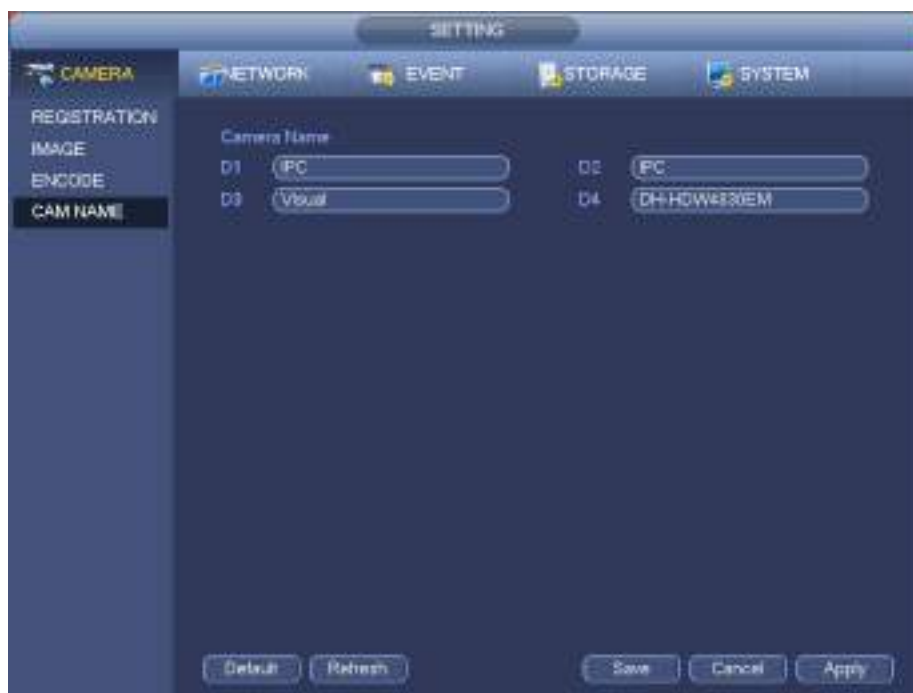 SETTING
CAMERA NETWORK EVENT STORAGE SYSTEM
REGISTRATION
IMAGE
ENCODE
CAM NAME
Camera Name
D1 IPC D2 IPC
D3 Visual D4 DH-HDW4830EM
Default Refresh Save Cancel Apply